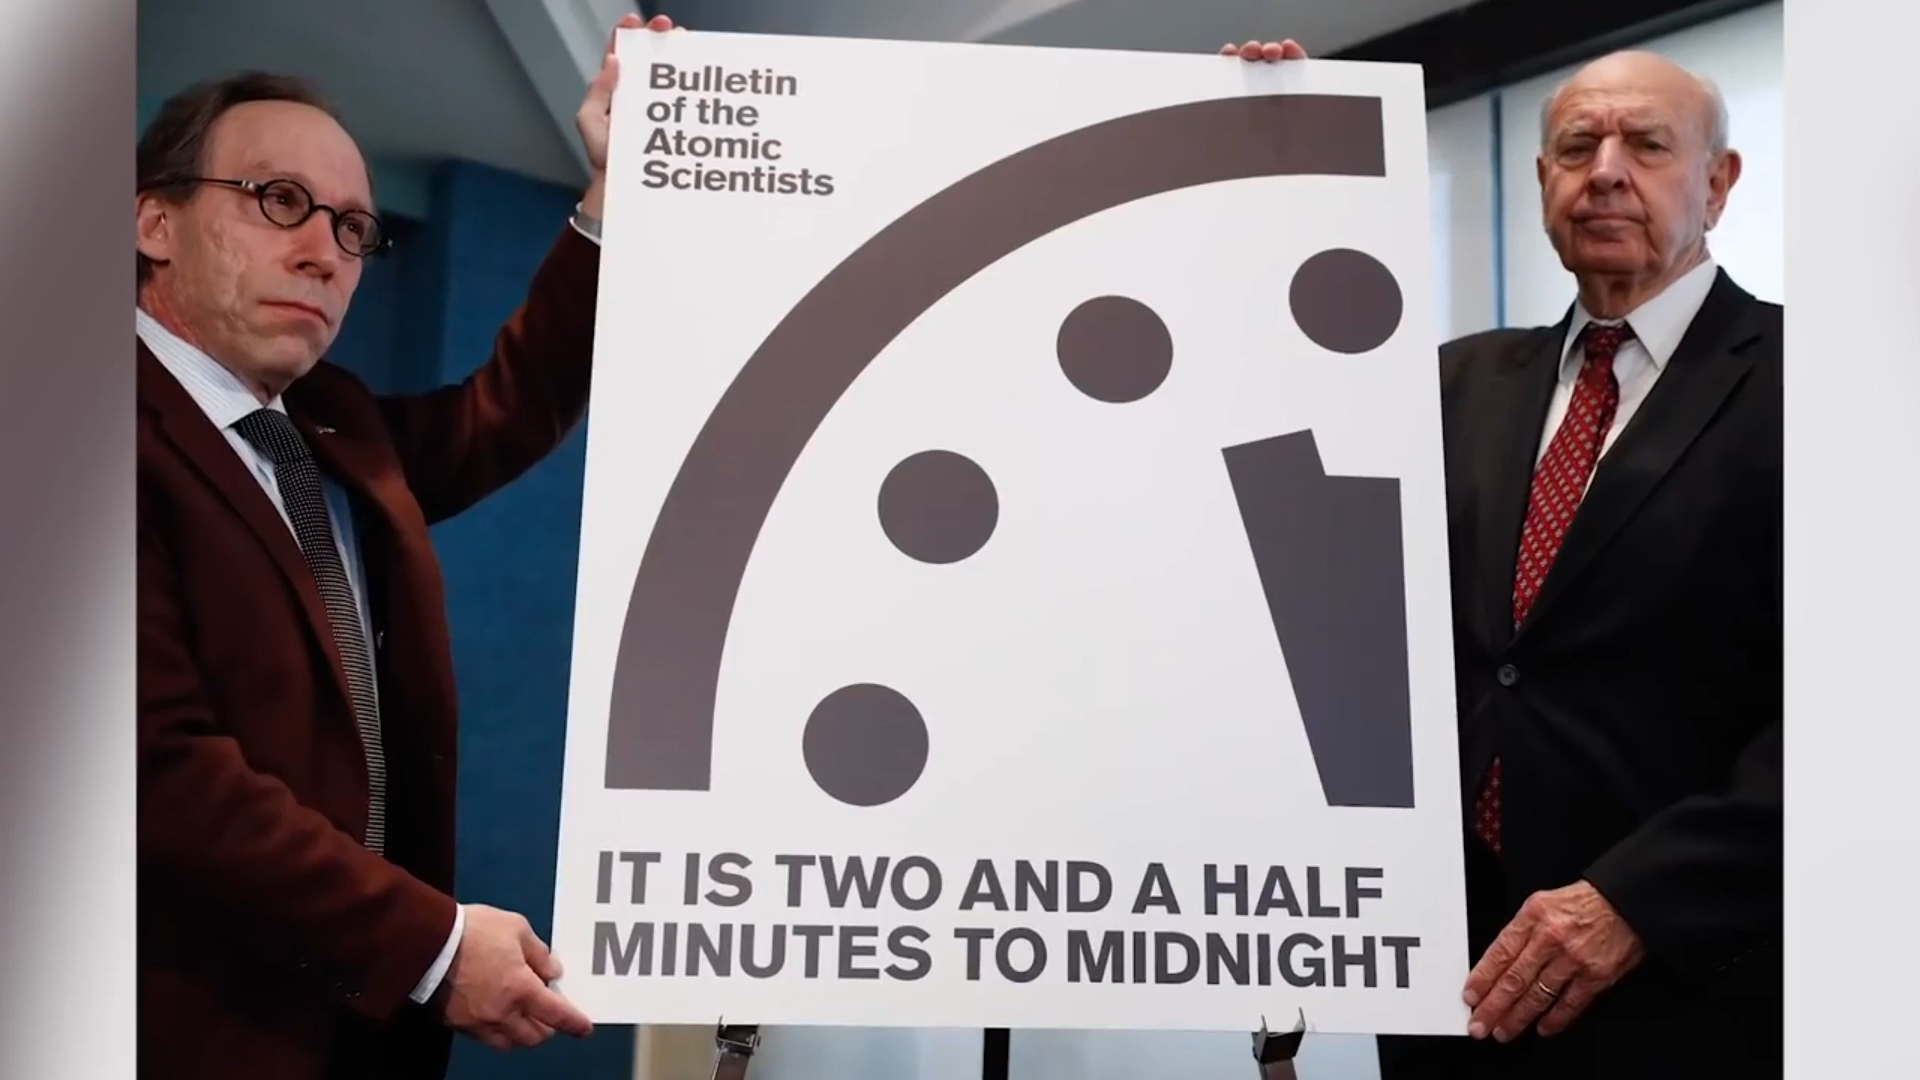 Bulletin
of the
Atomic
Scientists
IT IS TWO AND A HALF
MINUTES TO MIDNIGHT